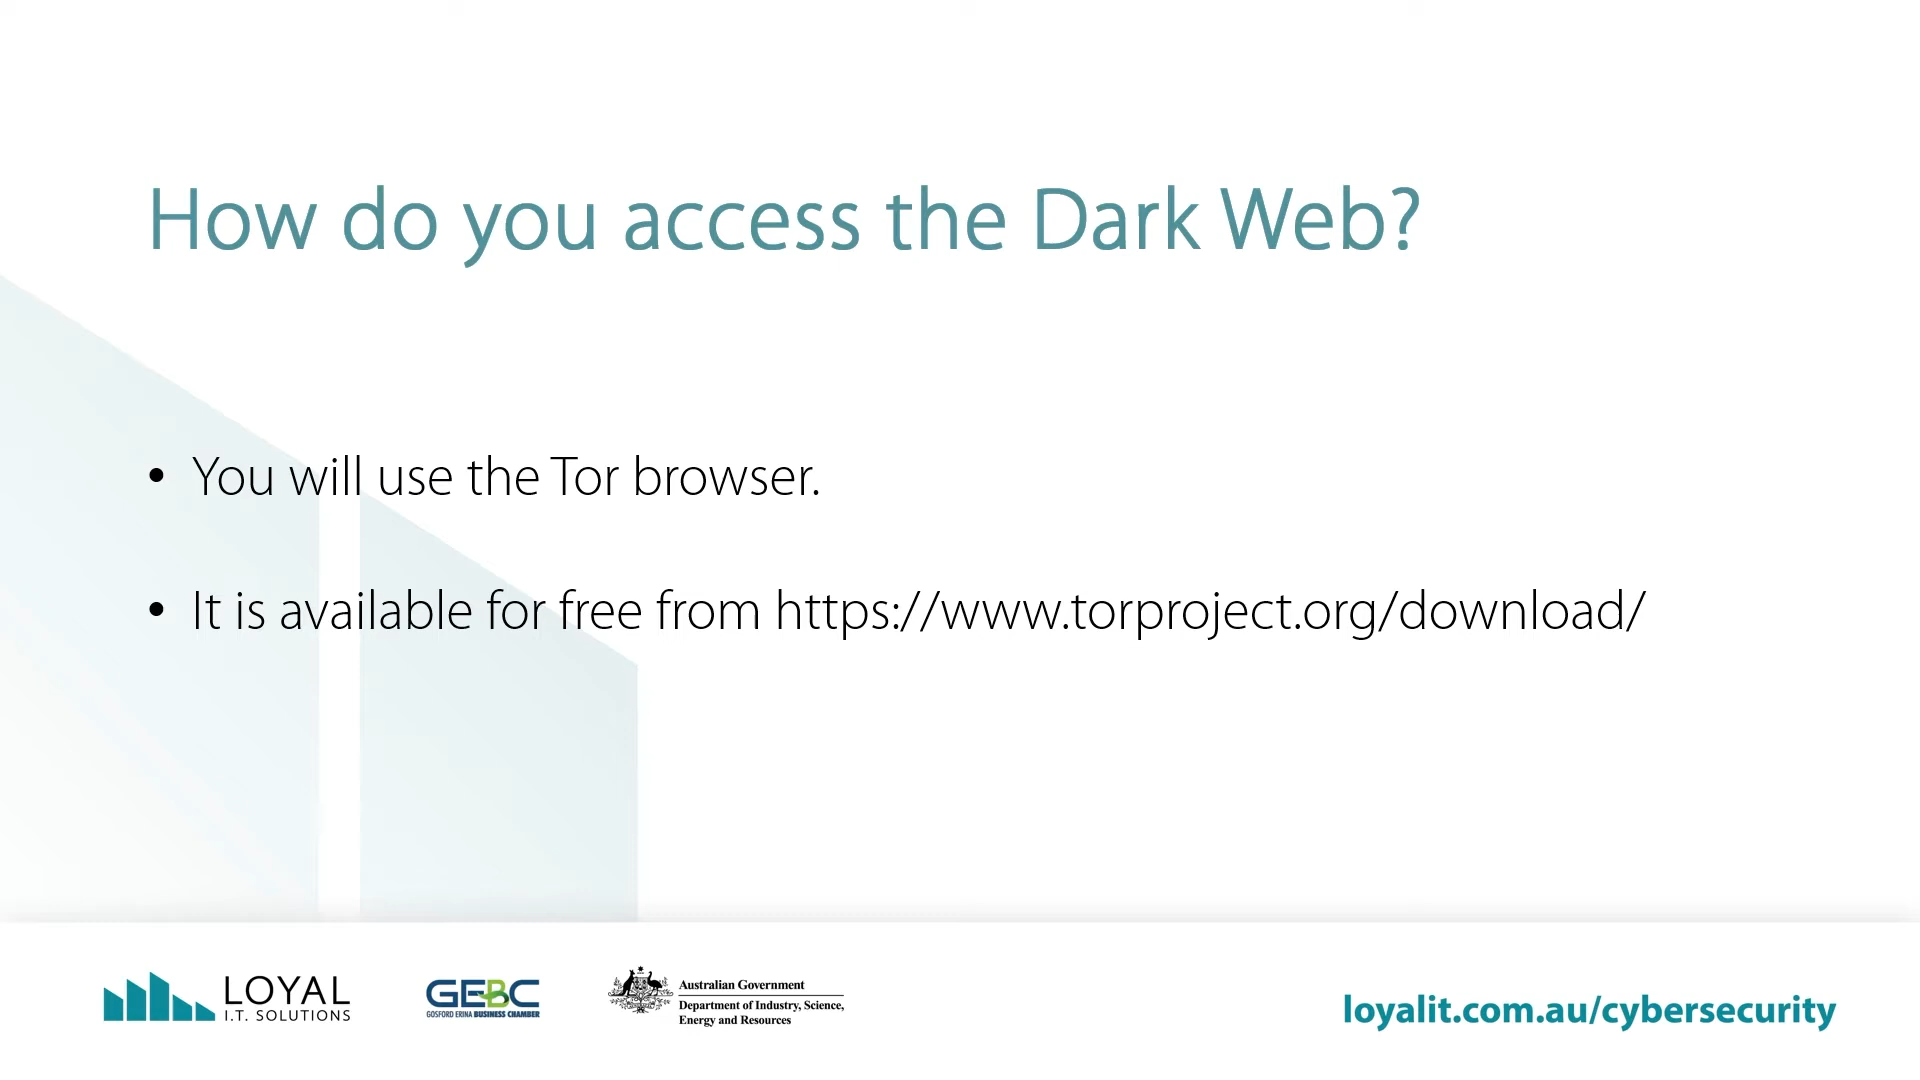 How do you access the Dark Web?
• You will use the Tor browser.
• It is available for free from https://www.torproject.org/download/
LOYAL
I.T. SOLUTIONS
GEBC
GOSFORD ERINA BUSINESS CHAMBER
Australian Government
Department of Industry, Science,
Energy and Resources
loyalit.com.au/cybersecurity